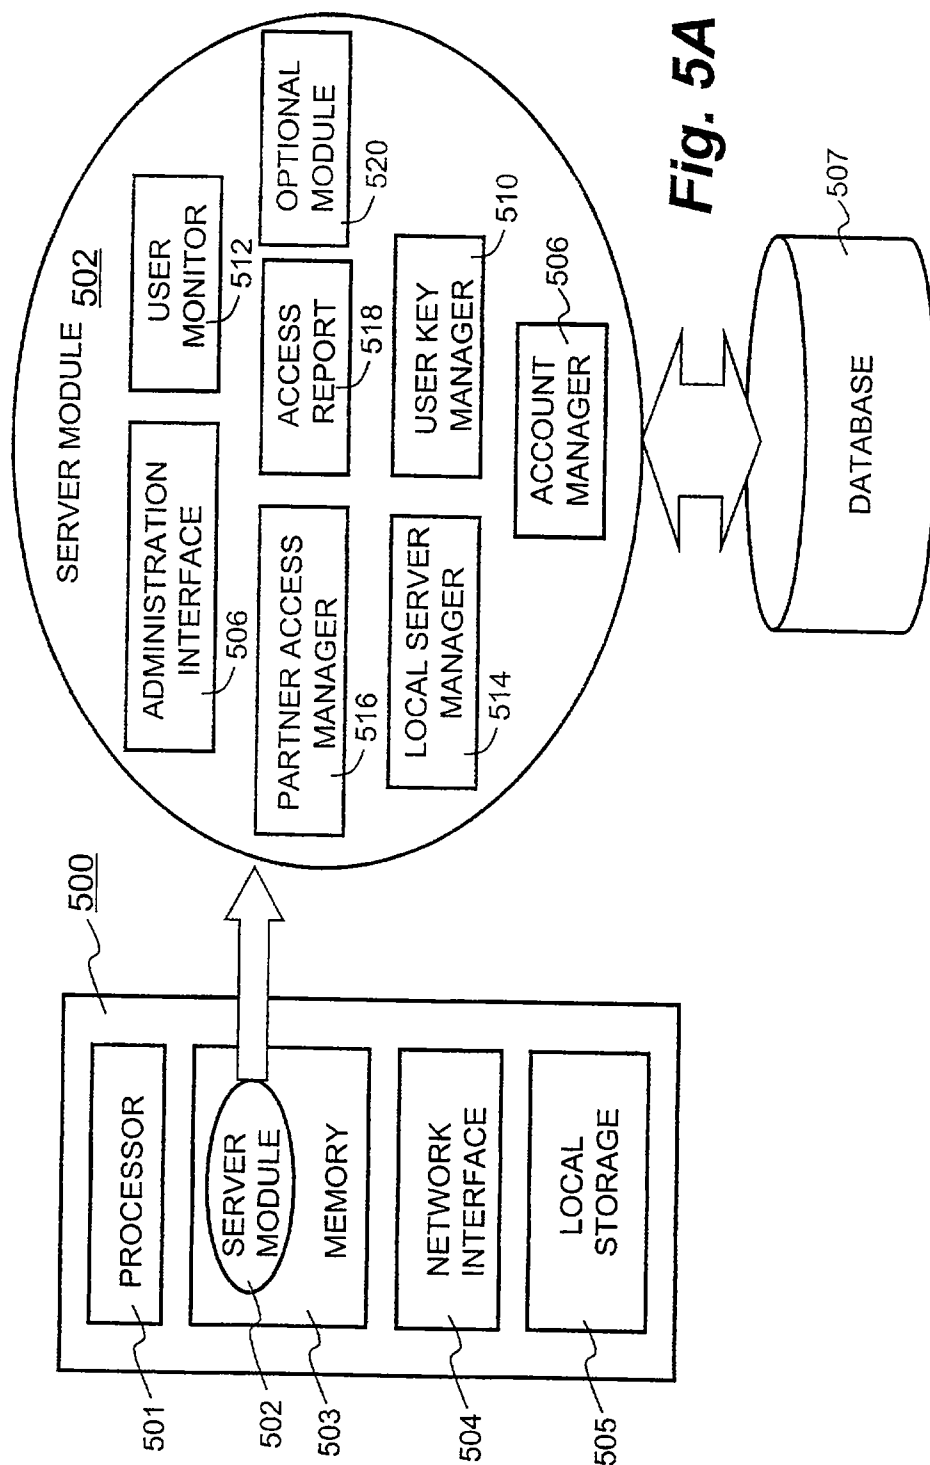 500
PROCESSOR
501
SERVER
MODULE
502
MEMORY
503
NETWORK
INTERFACE
504
LOCAL
STORAGE
505
SERVER MODULE
502
ADMINISTRATION
INTERFACE
506
USER
MONITOR
512
PARTNER ACCESS
MANAGER
516
ACCESS
REPORT
518
OPTIONAL
MODULE
520
LOCAL SERVER
MANAGER
514
USER KEY
MANAGER
510
ACCOUNT
MANAGER
506
DATABASE
507
Fig. 5A